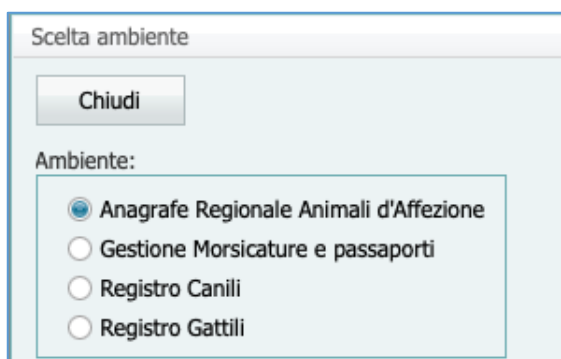 Scelta ambiente
Chiudi
Ambiente:
Anagrafe Regionale Animali d'Affezione
Gestione Morsicature e passaporti
Registro Canili
Registro Gattili